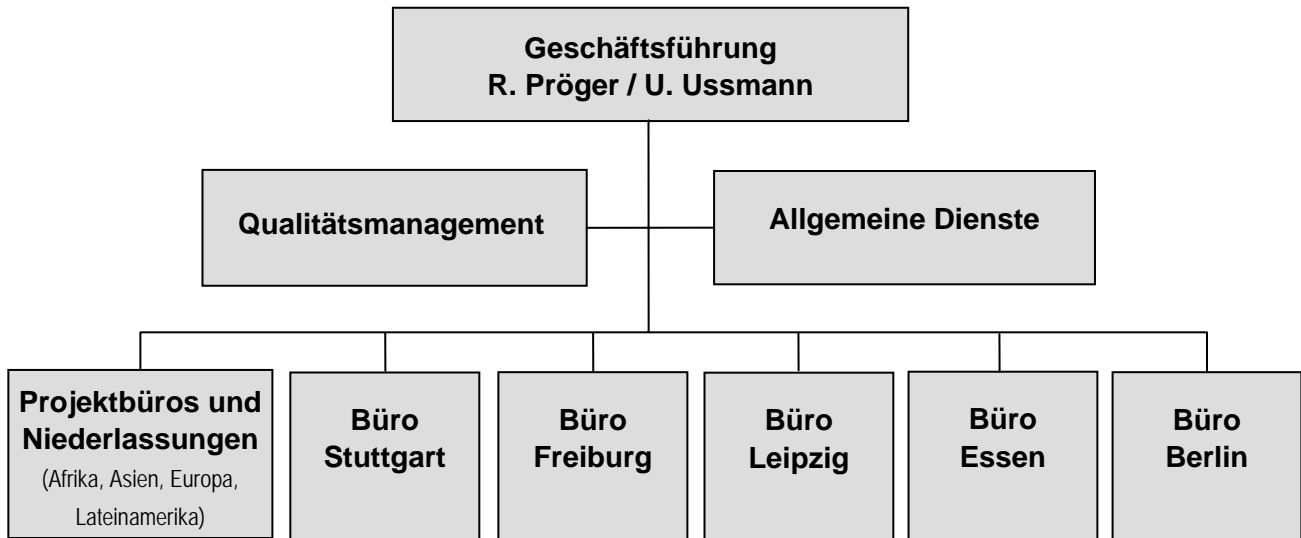 Geschäftsführung
R. Pröger / U. Ussmann
Qualitätsmanagement
Allgemeine Dienste
Projektbüros und
Niederlassungen
(Afrika, Asien, Europa,
Lateinamerika)
Büro
Stuttgart
Büro
Freiburg
Büro
Leipzig
Büro
Essen
Büro
Berlin